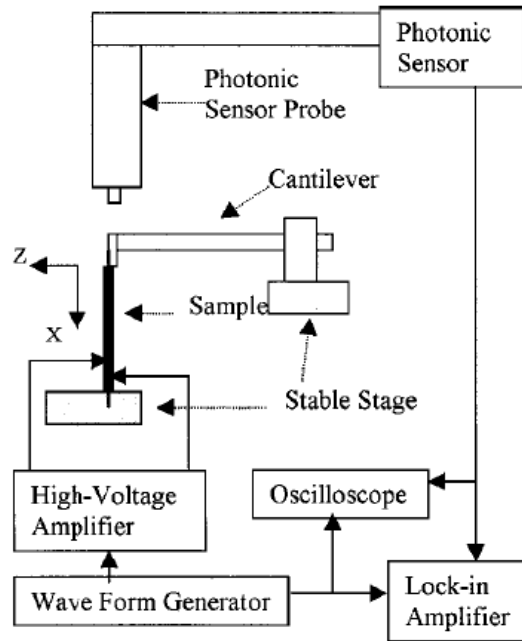 Photonic
Sensor
Photonic
Sensor Probe
Cantilever
Z
X
Sample
Stable Stage
High-Voltage
Amplifier
Oscilloscope
Wave Form Generator
Lock-in
Amplifier